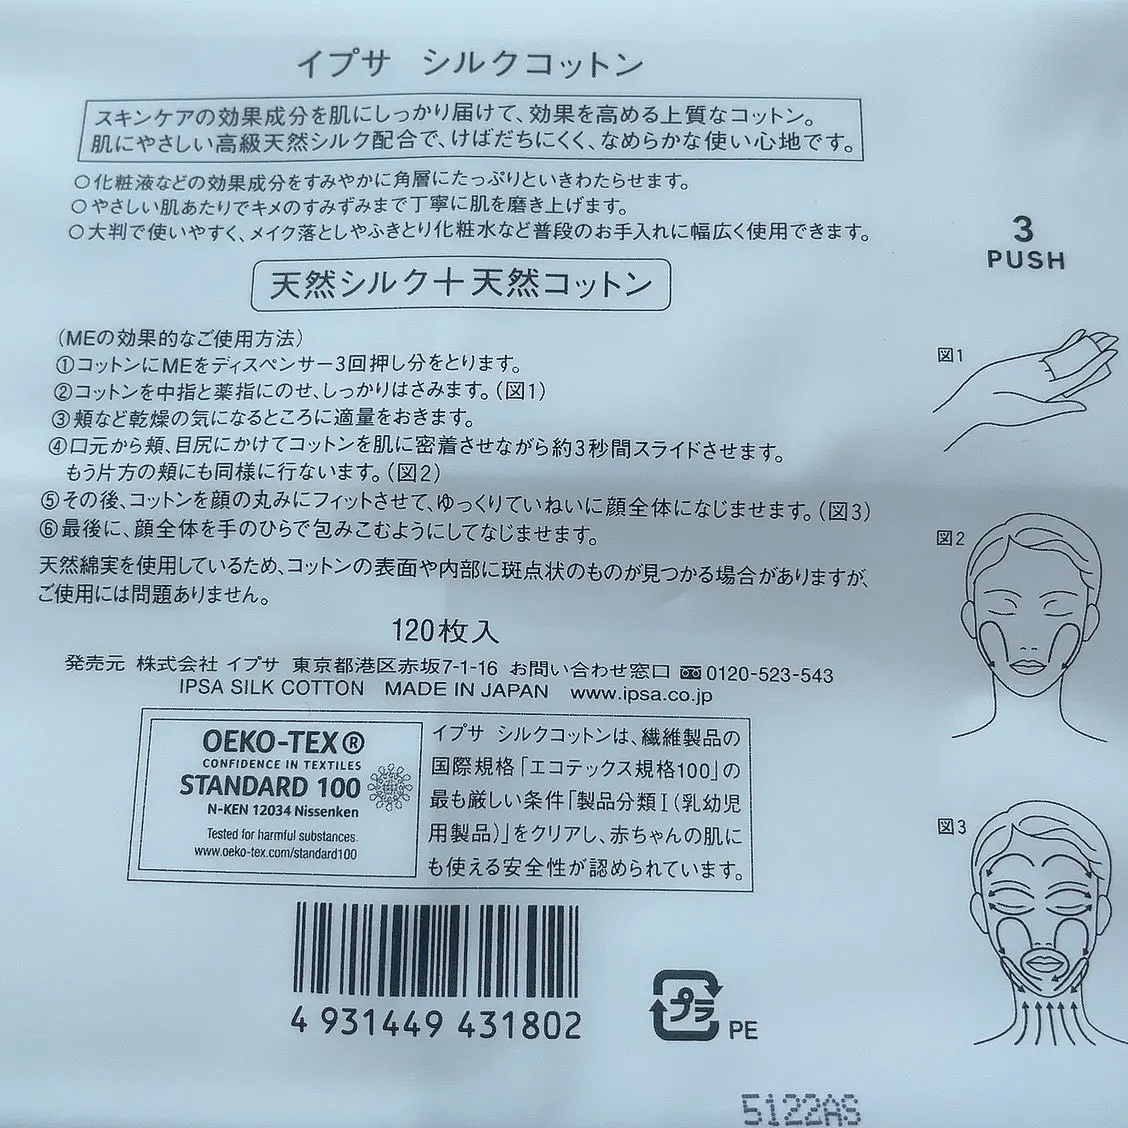 イプサ シルクコットン
スキンケアの効果成分を肌にしっかり届けて、効果を高める上質なコットン。
肌にやさしい高級天然シルク配合で、けばだちにくく、なめらかな使い心地です。
○化粧液などの効果成分をすみやかに角層にたっぷりといきわたらせます。
○やさしい肌あたりでキメのすみずみまで丁寧に肌を磨き上げます。
○大判で使いやすく、メイク落としやふきとり化粧水など普段のお手入れに幅広く使用できます。
天然シルク＋天然コットン
(MEの効果的なご使用方法)
①コットンにMEをディスペンサー3回押し分をとります。
②コットンを中指と薬指にのせ、しっかりはさみます。(図1)
③頬など乾燥の気になるところに適量をおきます。
④口元から頬、目尻にかけてコットンを肌に密着させながら約3秒間スライドさせます。
もう片方の頬にも同様に行ないます。(図2)
⑤その後、コットンを顔の丸みにフィットさせて、ゆっくりていねいに顔全体になじませます。(図3)
⑥最後に、顔全体を手のひらで包みこむようにしてなじませます。
天然綿実を使用しているため、コットンの表面や内部に斑点状のものが見つかる場合がありますが、
ご使用には問題ありません。
120枚入
発売元 株式会社 イプサ 東京都港区赤坂7-1-16 お問い合わせ窓口 0120-523-543
IPSA SILK COTTON MADE IN JAPAN www.ipsa.co.jp
OEKO-TEX®
CONFIDENCE IN TEXTILES
STANDARD 100
N-KEN 12034 Nissenken
Tested for harmful substances.
www.oeko-tex.com/standard100
イプサ シルクコットンは、繊維製品の
国際規格「エコテックス規格100」の
最も厳しい条件「製品分類Ⅰ(乳幼児
用製品)」をクリアし、赤ちゃんの肌に
も使える安全性が認められています。
4 931449 431802
プラ
PE
5122AS
3
PUSH
図1
図2
図3